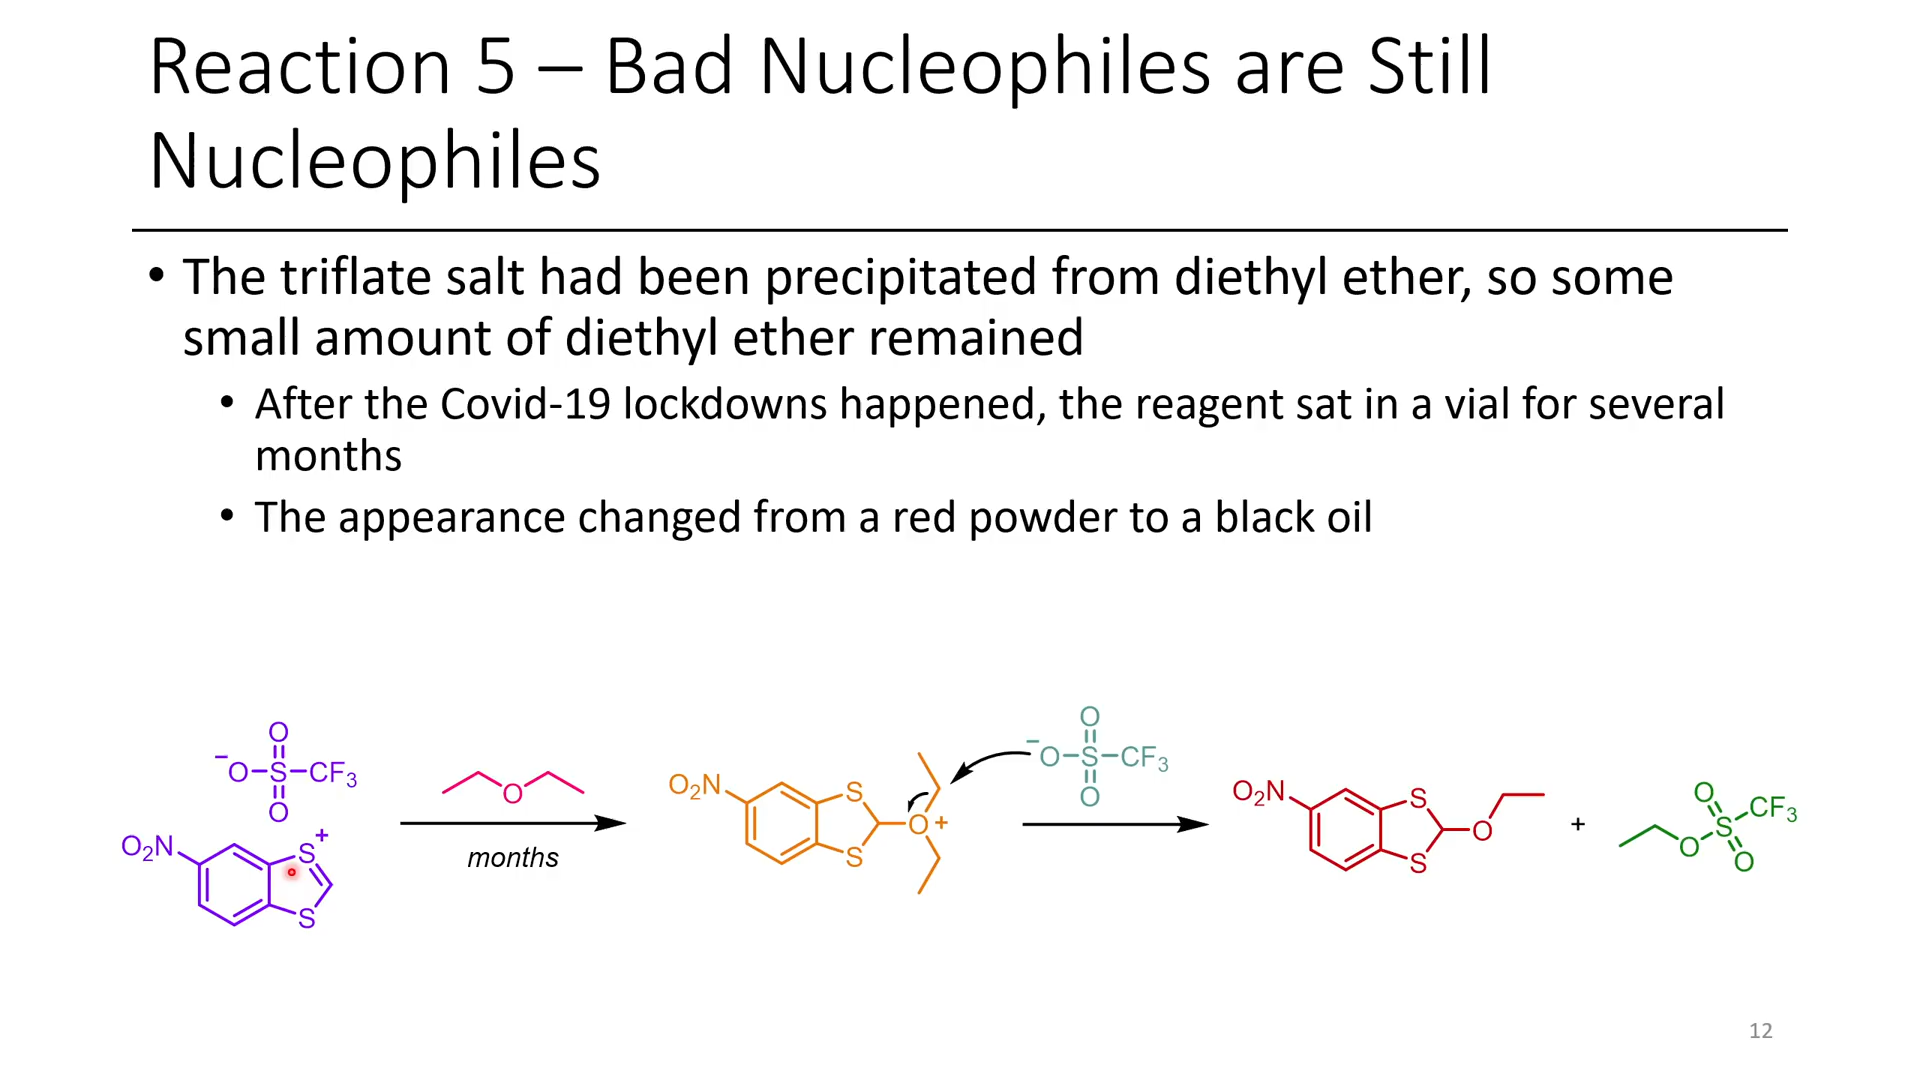 Reaction 5 – Bad Nucleophiles are Still
Nucleophiles
• The triflate salt had been precipitated from diethyl ether, so some
small amount of diethyl ether remained
• After the Covid-19 lockdowns happened, the reagent sat in a vial for several
months
• The appearance changed from a red powder to a black oil
O
−O–S–CF3
O
O2N
S+
S
O
months
O2N
S
O+
S
O
−O–S–CF3
O
O2N
S
O
S
+
O
CF3
S
O
O
12